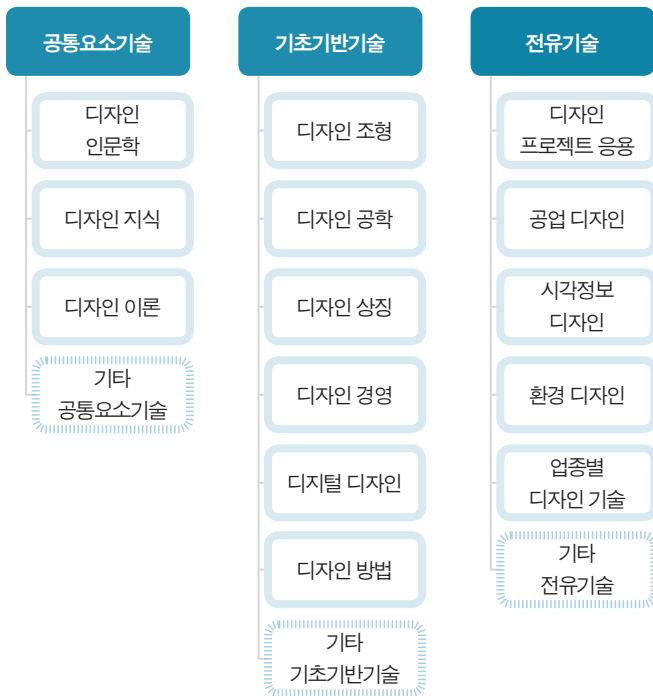 공통요소기술
디자인
인문학
디자인 지식
디자인 이론
기타
공통요소기술
기초기반기술
디자인 조형
디자인 공학
디자인 상징
디자인 경영
디지털 디자인
디자인 방법
기타
기초기반기술
전유기술
디자인
프로젝트 응용
공업 디자인
시각정보
디자인
환경 디자인
업종별
디자인 기술
기타
전유기술